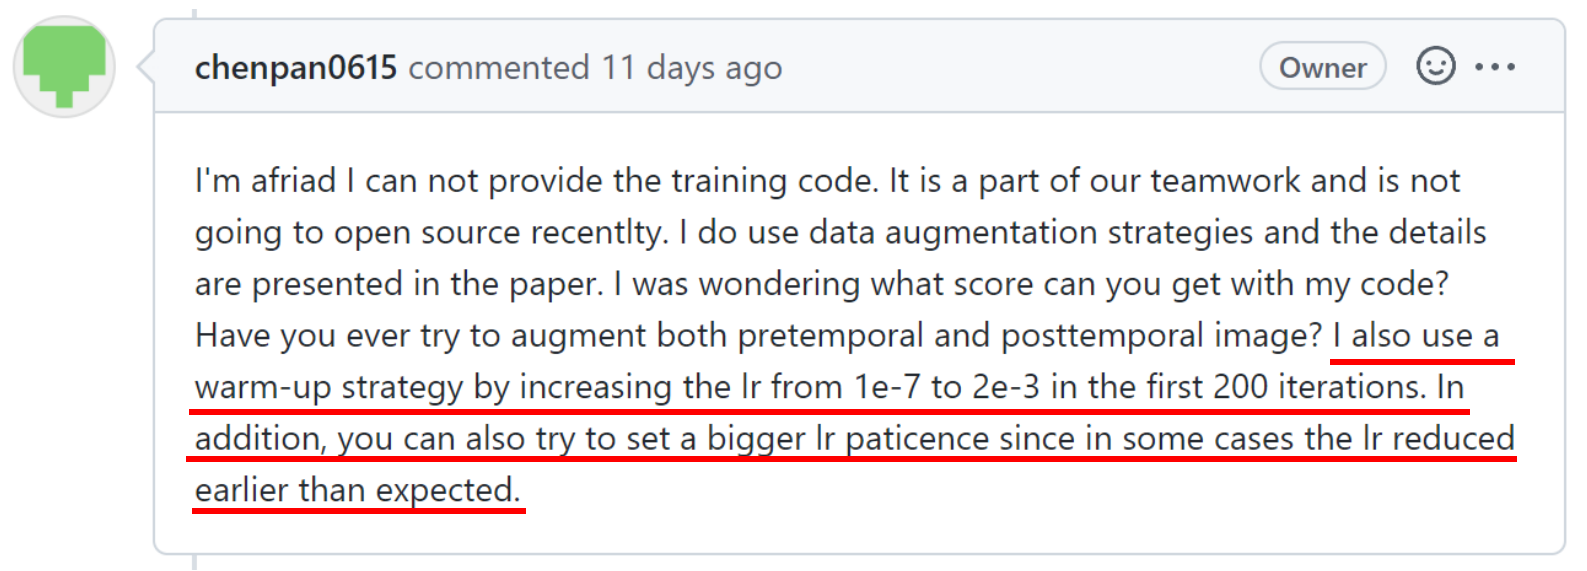 chenpan0615 commented 11 days ago Owner
I'm afriad I can not provide the training code. It is a part of our teamwork and is not
going to open source recentlty. I do use data augmentation strategies and the details
are presented in the paper. I was wondering what score can you get with my code?
Have you ever try to augment both pretemporal and posttemporal image? I also use a
warm-up strategy by increasing the lr from 1e-7 to 2e-3 in the first 200 iterations. In
addition, you can also try to set a bigger lr paticence since in some cases the lr reduced
earlier than expected.